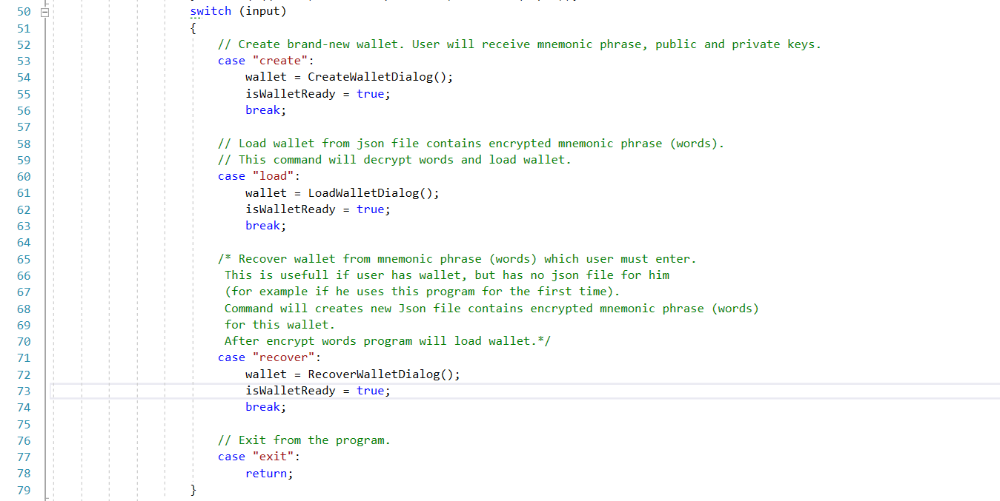 50 switch (input)
51 {
52 // Create brand-new wallet. User will receive mnemonic phrase, public and private keys.
53 case "create":
54 wallet = CreateWalletDialog();
55 isWalletReady = true;
56 break;
57
58 // Load wallet from json file contains encrypted mnemonic phrase (words).
59 // This command will decrypt words and load wallet.
60 case "load":
61 wallet = LoadWalletDialog();
62 isWalletReady = true;
63 break;
64
65 /* Recover wallet from mnemonic phrase (words) which user must enter.
66 This is usefull if user has wallet, but has no json file for him
67 (for example if he uses this program for the first time).
68 Command will creates new Json file contains encrypted mnemonic phrase (words)
69 for this wallet.
70 After encrypt words program will load wallet.*/
71 case "recover":
72 wallet = RecoverWalletDialog();
73 isWalletReady = true;
74 break;
75
76 // Exit from the program.
77 case "exit":
78 return;
79 }